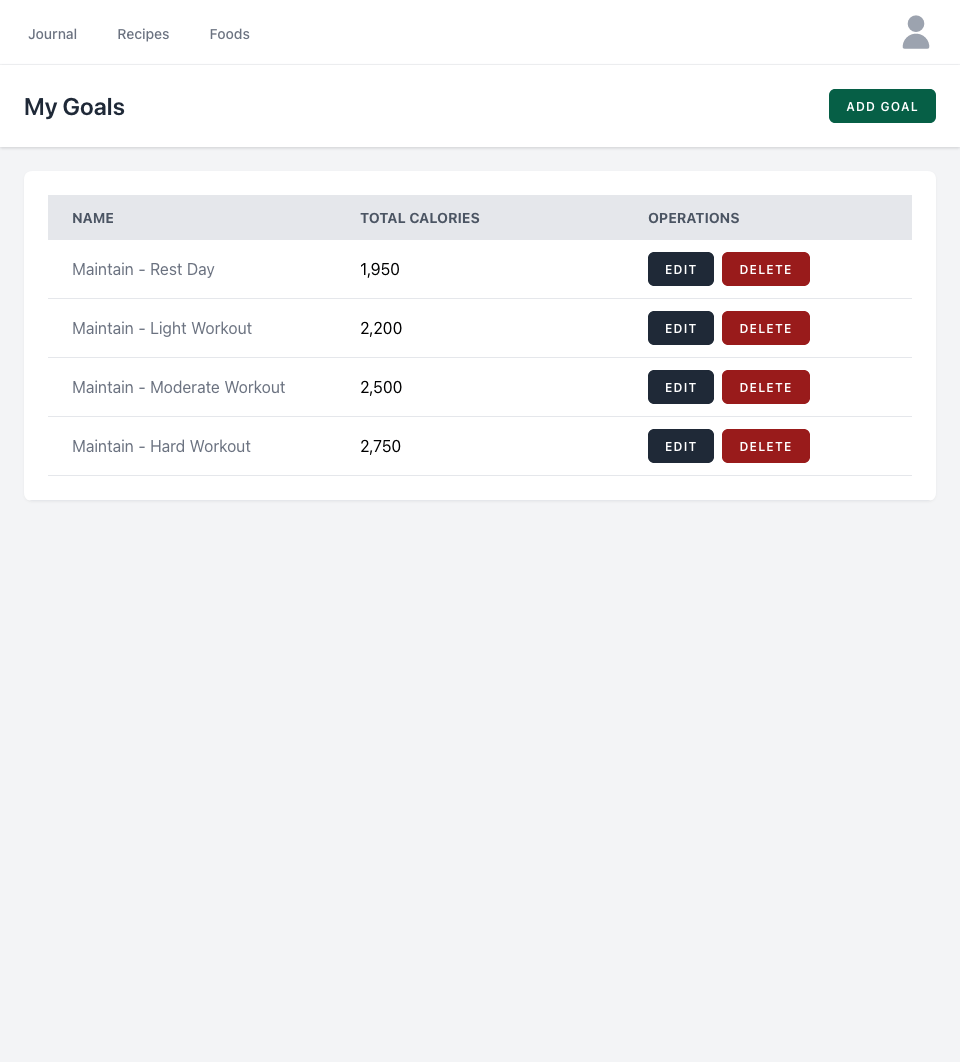 Journal Recipes Foods
My Goals ADD GOAL
NAME TOTAL CALORIES OPERATIONS
Maintain - Rest Day 1,950 EDIT DELETE
Maintain - Light Workout 2,200 EDIT DELETE
Maintain - Moderate Workout 2,500 EDIT DELETE
Maintain - Hard Workout 2,750 EDIT DELETE